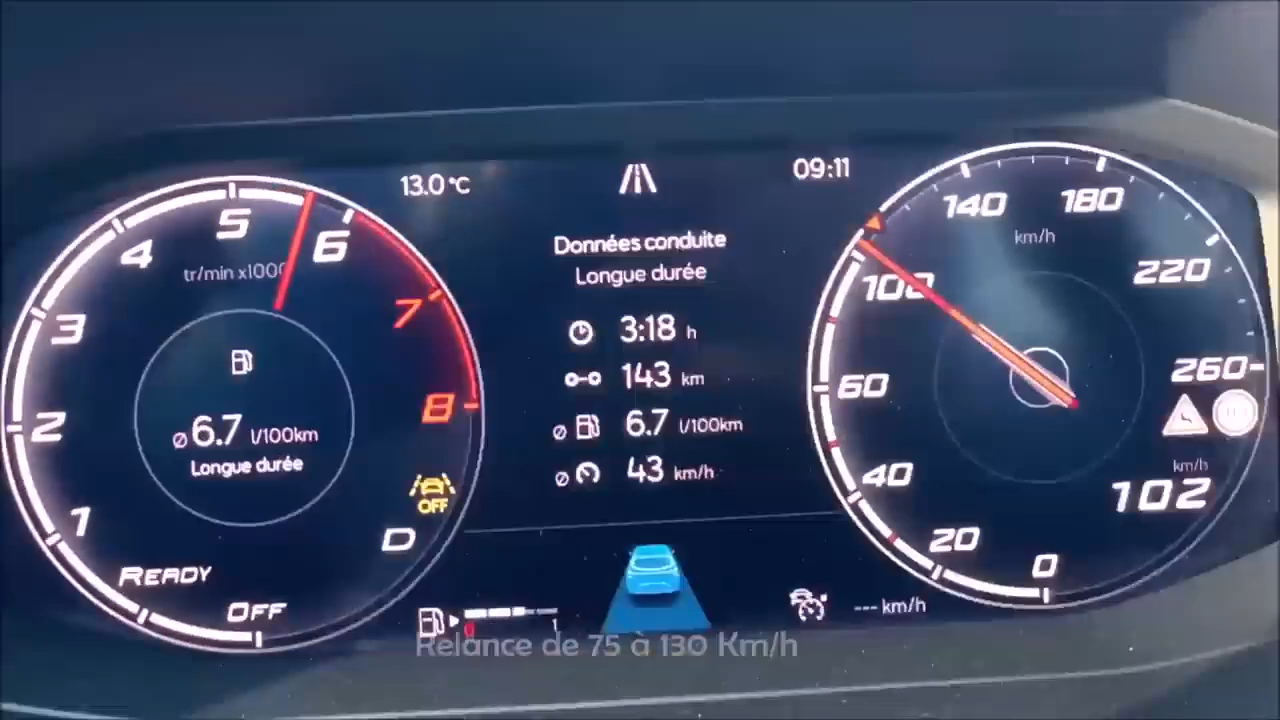 13.0 °C
09:11
5
4
6
tr/min x1000
3
7
2
8
1
6.7 l/100km
Longue durée
OFF
D
READY
OFF
Données conduite
Longue durée
3:18 h
143 km
6.7 l/100km
43 km/h
140
180
km/h
100
220
60
260
40
km/h
102
20
0
0
1
--- km/h
Relance de 75 à 130 Km/h